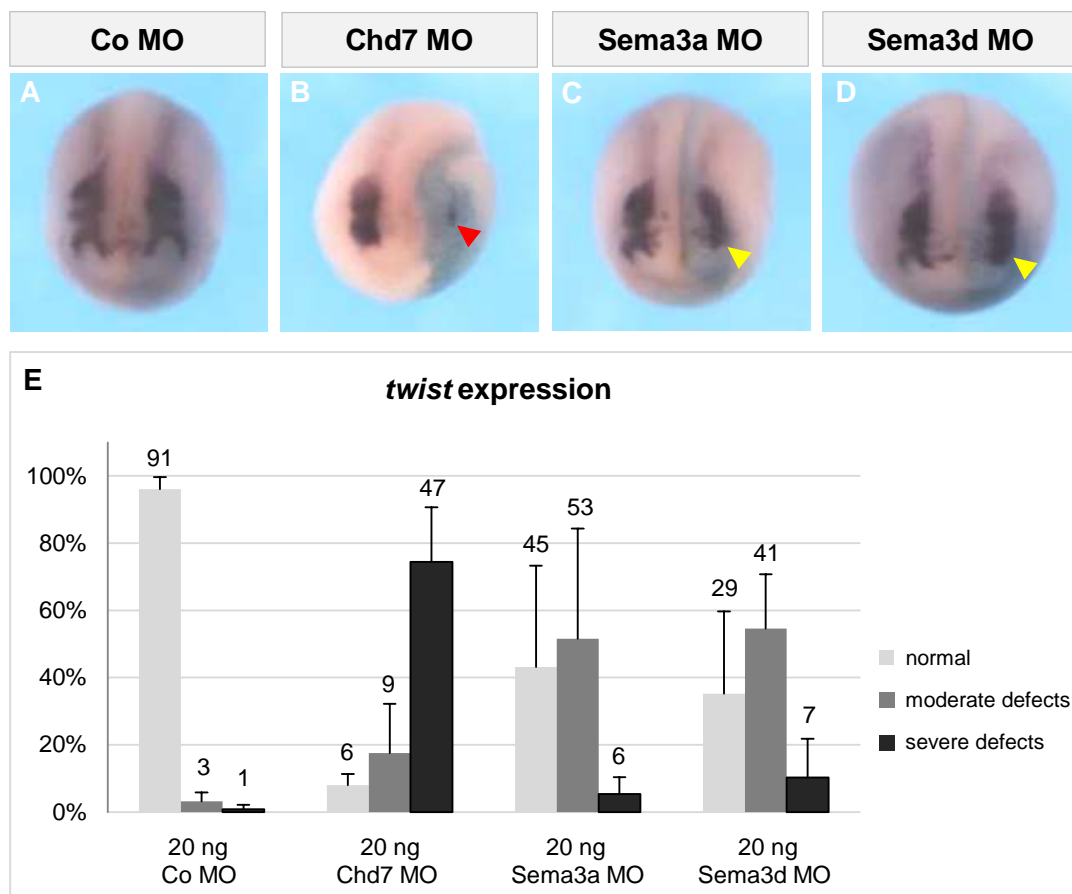 Co MO
Chd7 MO
Sema3a MO
Sema3d MO
A
B
C
D
E
twist expression
100%
80%
60%
40%
20%
0%
91
3
1
6
9
47
45
53
6
29
41
7
20 ng
Co MO
20 ng
Chd7 MO
20 ng
Sema3a MO
20 ng
Sema3d MO
normal
moderate defects
severe defects